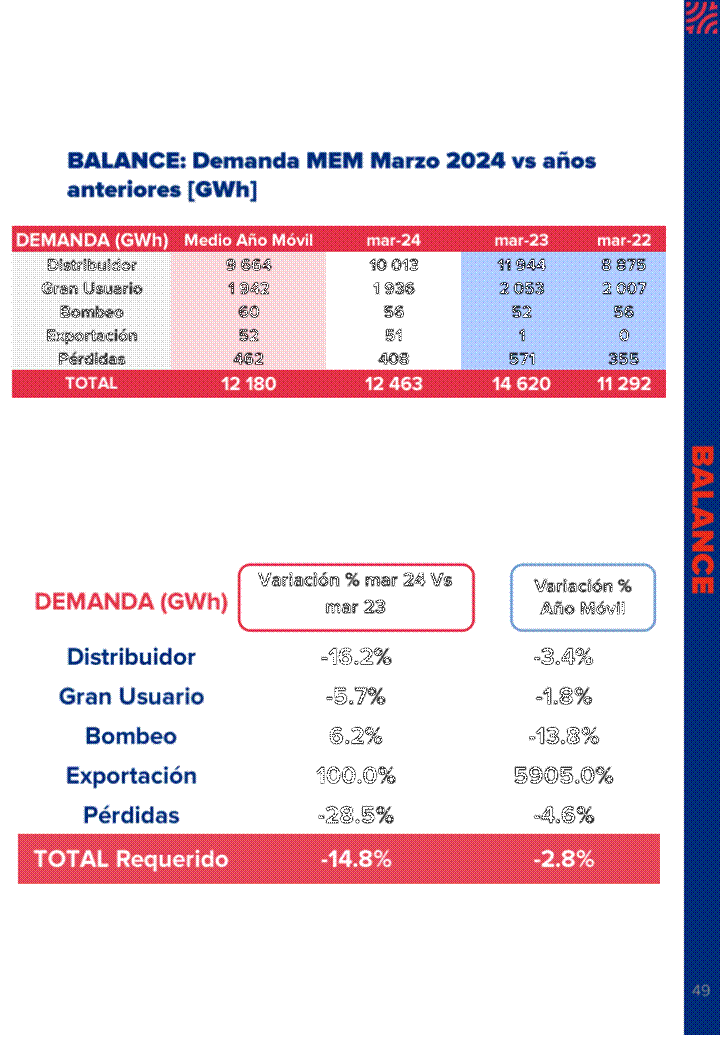 BALANCE: Demanda MEM Marzo 2024 vs años
anteriores [GWh]
DEMANDA (GWh) Medio Año Móvil mar-24 mar-23 mar-22
Distribuidor 9 664 10 013 11 944 8 875
Gran Usuario 1 942 1 936 2 053 2 007
Bombeo 60 56 52 56
Exportación 52 51 1 0
Pérdidas 462 408 571 355
TOTAL 12 180 12 463 14 620 11 292
BALANCE
DEMANDA (GWh)
Variación % mar 24 Vs
mar 23
Variación %
Año Móvil
Distribuidor -16.2% -3.4%
Gran Usuario -5.7% -1.8%
Bombeo 6.2% -13.8%
Exportación 100.0% 5905.0%
Pérdidas -28.5% -4.6%
TOTAL Requerido -14.8% -2.8%
49